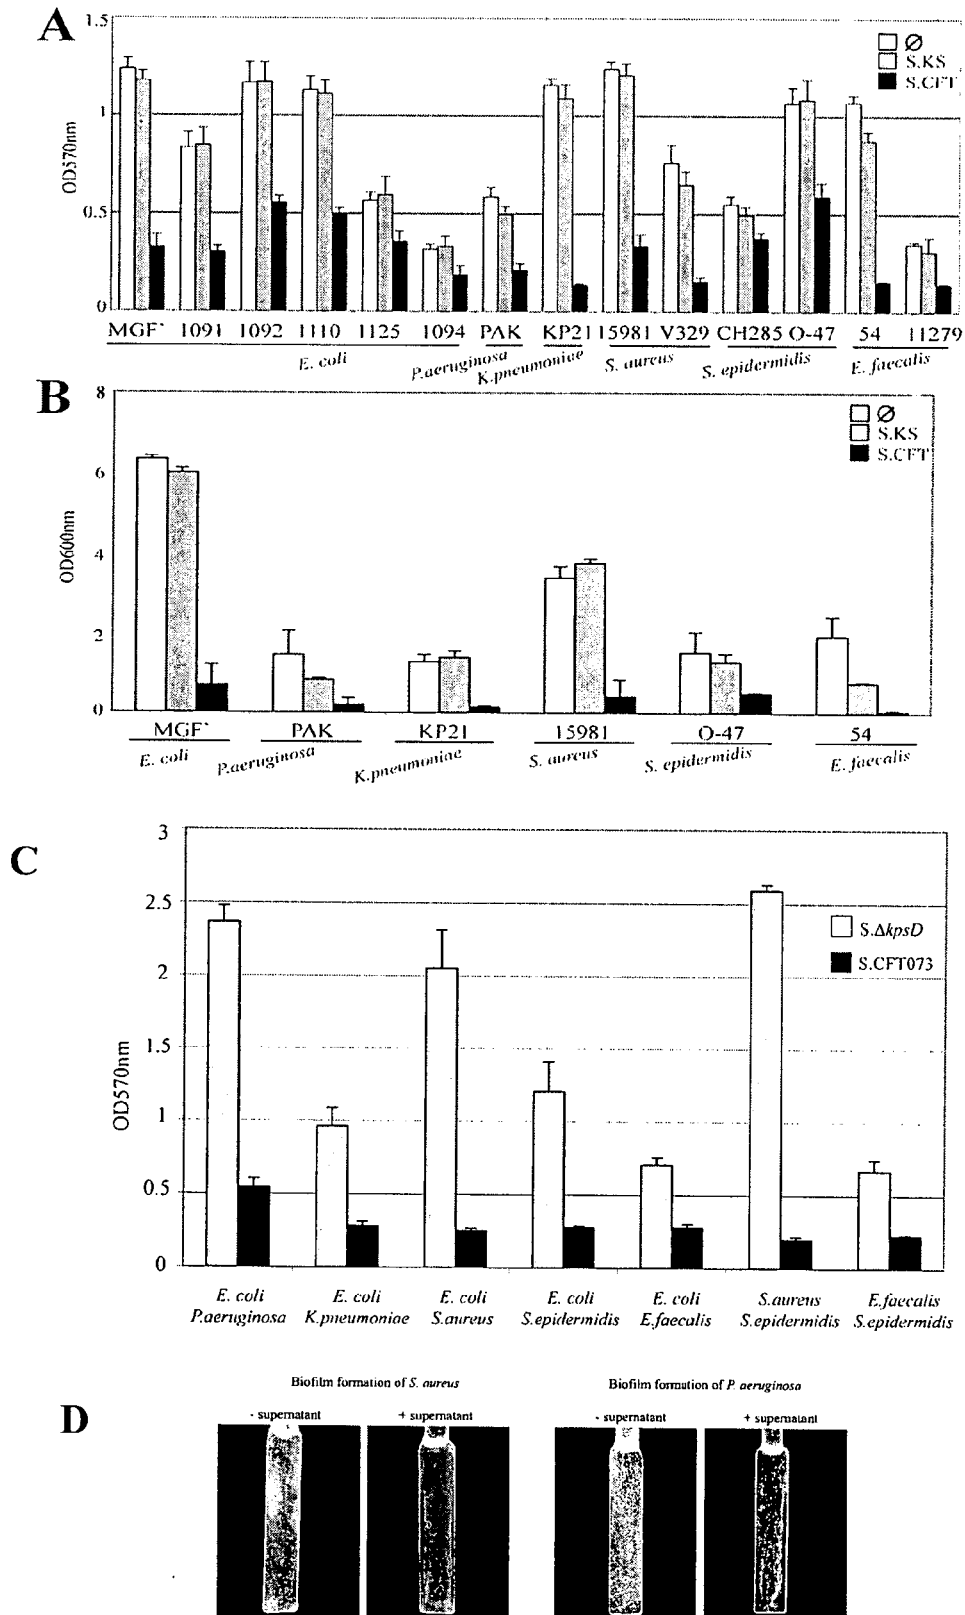 A
1.5
1
0.5
0
OD570nm
Ø
S.KS
S.CFT
MGF' 1091 1092 1110 1125 1094 PAK KP21 15981 V329 CH285 O-47 54 11279
E. coli P.aeruginosa K.pneumoniae S. aureus S. epidermidis E. faecalis
B
8
6
4
2
0
OD600nm
Ø
S.KS
S.CFT
MGF' PAK KP21 15981 O-47 54
E. coli P.aeruginosa K.pneumoniae S. aureus S. epidermidis E. faecalis
C
3
2.5
2
1.5
1
0.5
0
OD570nm
S.ΔkpsD
S.CFT073
E. coli E. coli E. coli E. coli E. coli S.aureus E.faecalis
P.aeruginosa K.pneumoniae S.aureus S.epidermidis E.faecalis S.epidermidis S.epidermidis
D
Biofilm formation of S. aureus Biofilm formation of P. aeruginosa
- supernatant + supernatant - supernatant + supernatant